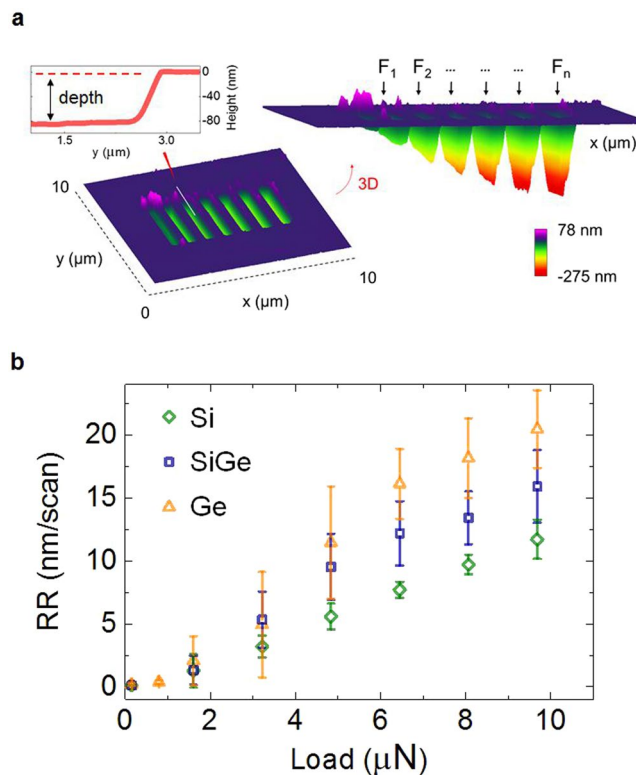 a
depth
0
-40
-80
Height (nm)
1.5
3.0
y (μm)
F1 F2 ... ... ... Fn
x (μm)
3D
10
y (μm)
0
x (μm)
10
78 nm
-275 nm
b
Si
SiGe
Ge
RR (nm/scan)
20
15
10
5
0
0 2 4 6 8 10
Load (μN)